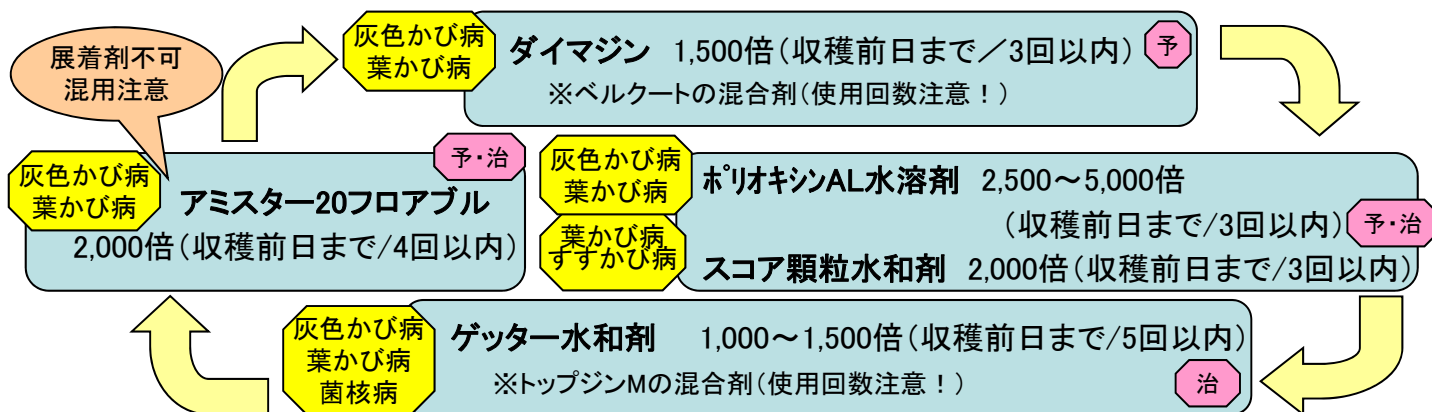 灰色かび病
葉かび病
ダイマジン 1,500倍(収穫前日まで/3回以内)
予
※ベルクートの混合剤(使用回数注意!)
展着剤不可
混用注意
灰色かび病
葉かび病
予・治
アミスター20フロアブル
2,000倍(収穫前日まで/4回以内)
灰色かび病
葉かび病
ポリオキシンAL水溶剤 2,500~5,000倍
(収穫前日まで/3回以内)
予・治
葉かび病
すすかび病
スコア顆粒水和剤 2,000倍(収穫前日まで/3回以内)
灰色かび病
葉かび病
菌核病
ゲッター水和剤 1,000~1,500倍(収穫前日まで/5回以内)
※トップジンMの混合剤(使用回数注意!)
治